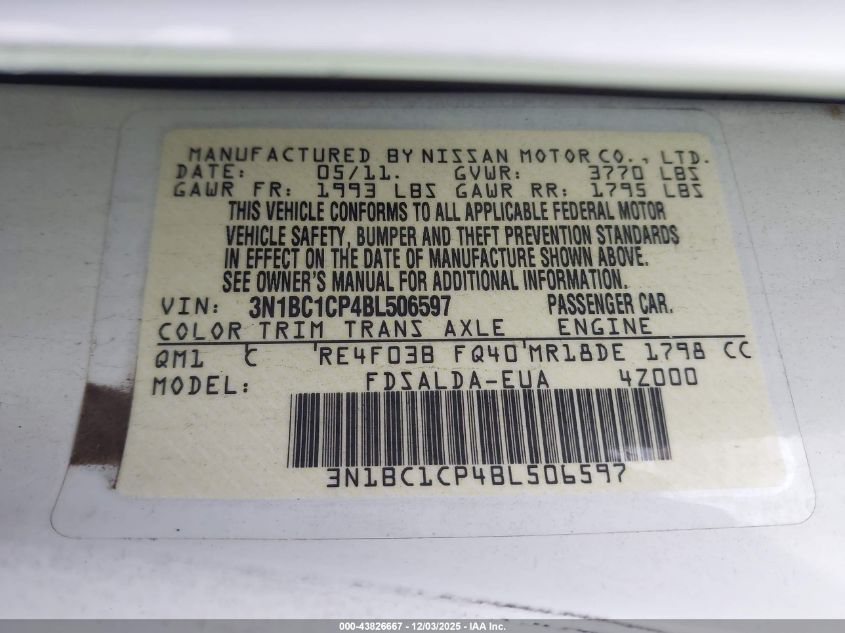 MANUFACTURED BY NISSAN MOTOR CO., LTD.
DATE: 05/11. GVWR: 3770 LBS
GAWR FR: 1993 LBS GAWR RR: 1795 LBS
THIS VEHICLE CONFORMS TO ALL APPLICABLE FEDERAL MOTOR
VEHICLE SAFETY, BUMPER AND THEFT PREVENTION STANDARDS
IN EFFECT ON THE DATE OF MANUFACTURE SHOWN ABOVE.
SEE OWNER'S MANUAL FOR ADDITIONAL INFORMATION.
VIN: 3N1BC1CP4BL506597 PASSENGER CAR.
COLOR TRIM TRANS AXLE ENGINE
QM1 C RE4F03B FQ40 MR18DE 1798 CC
MODEL: FDSALDA-EUA 4Z000
3N1BC1CP4BL506597
000-43826667 - 12/03/2025 - IAA Inc.